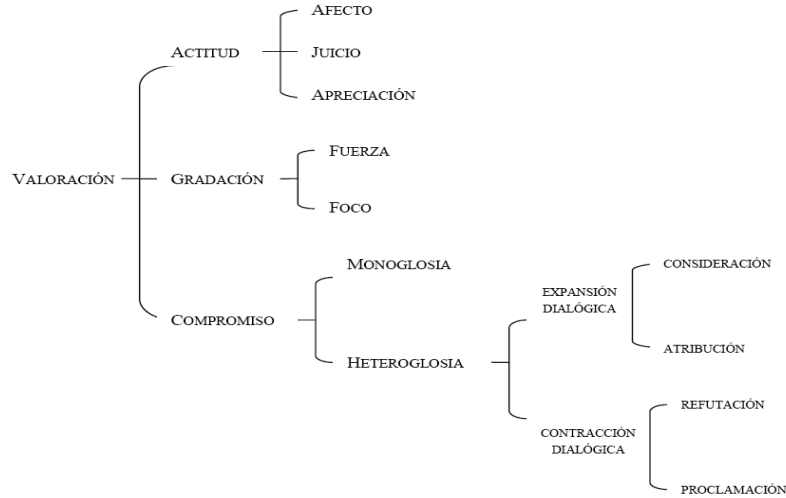 AFECTO
ACTITUD
JUICIO
APRECIACIÓN
FUERZA
VALORACIÓN
GRADACIÓN
FOCO
MONOGLOSIA
CONSIDERACIÓN
EXPANSIÓN
DIALÓGICA
COMPROMISO
ATRIBUCIÓN
HETEROGLOSIA
REFUTACIÓN
CONTRACCIÓN
DIALÓGICA
PROCLAMACIÓN